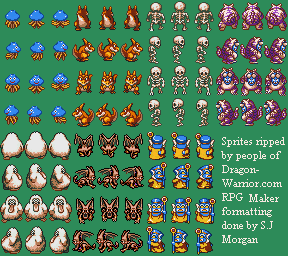 Sprites ripped
by people of
Dragon-
Warrior.com
RPG Maker
formatting
done by S.J
Morgan